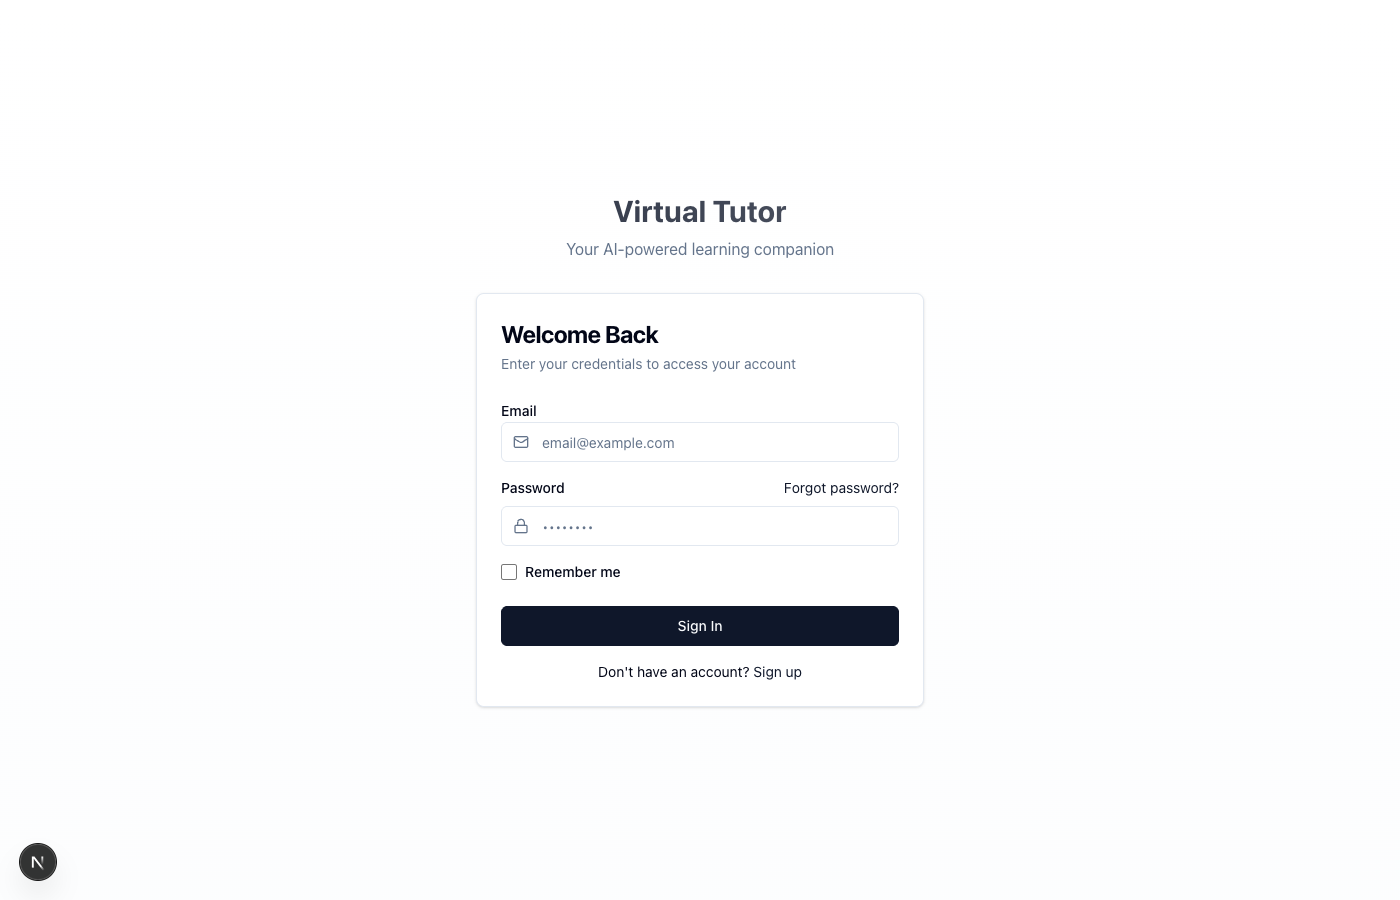 Virtual Tutor
Your AI-powered learning companion
Welcome Back
Enter your credentials to access your account
Email
email@example.com
Password Forgot password?
••••••••
Remember me
Sign In
Don't have an account? Sign up
N